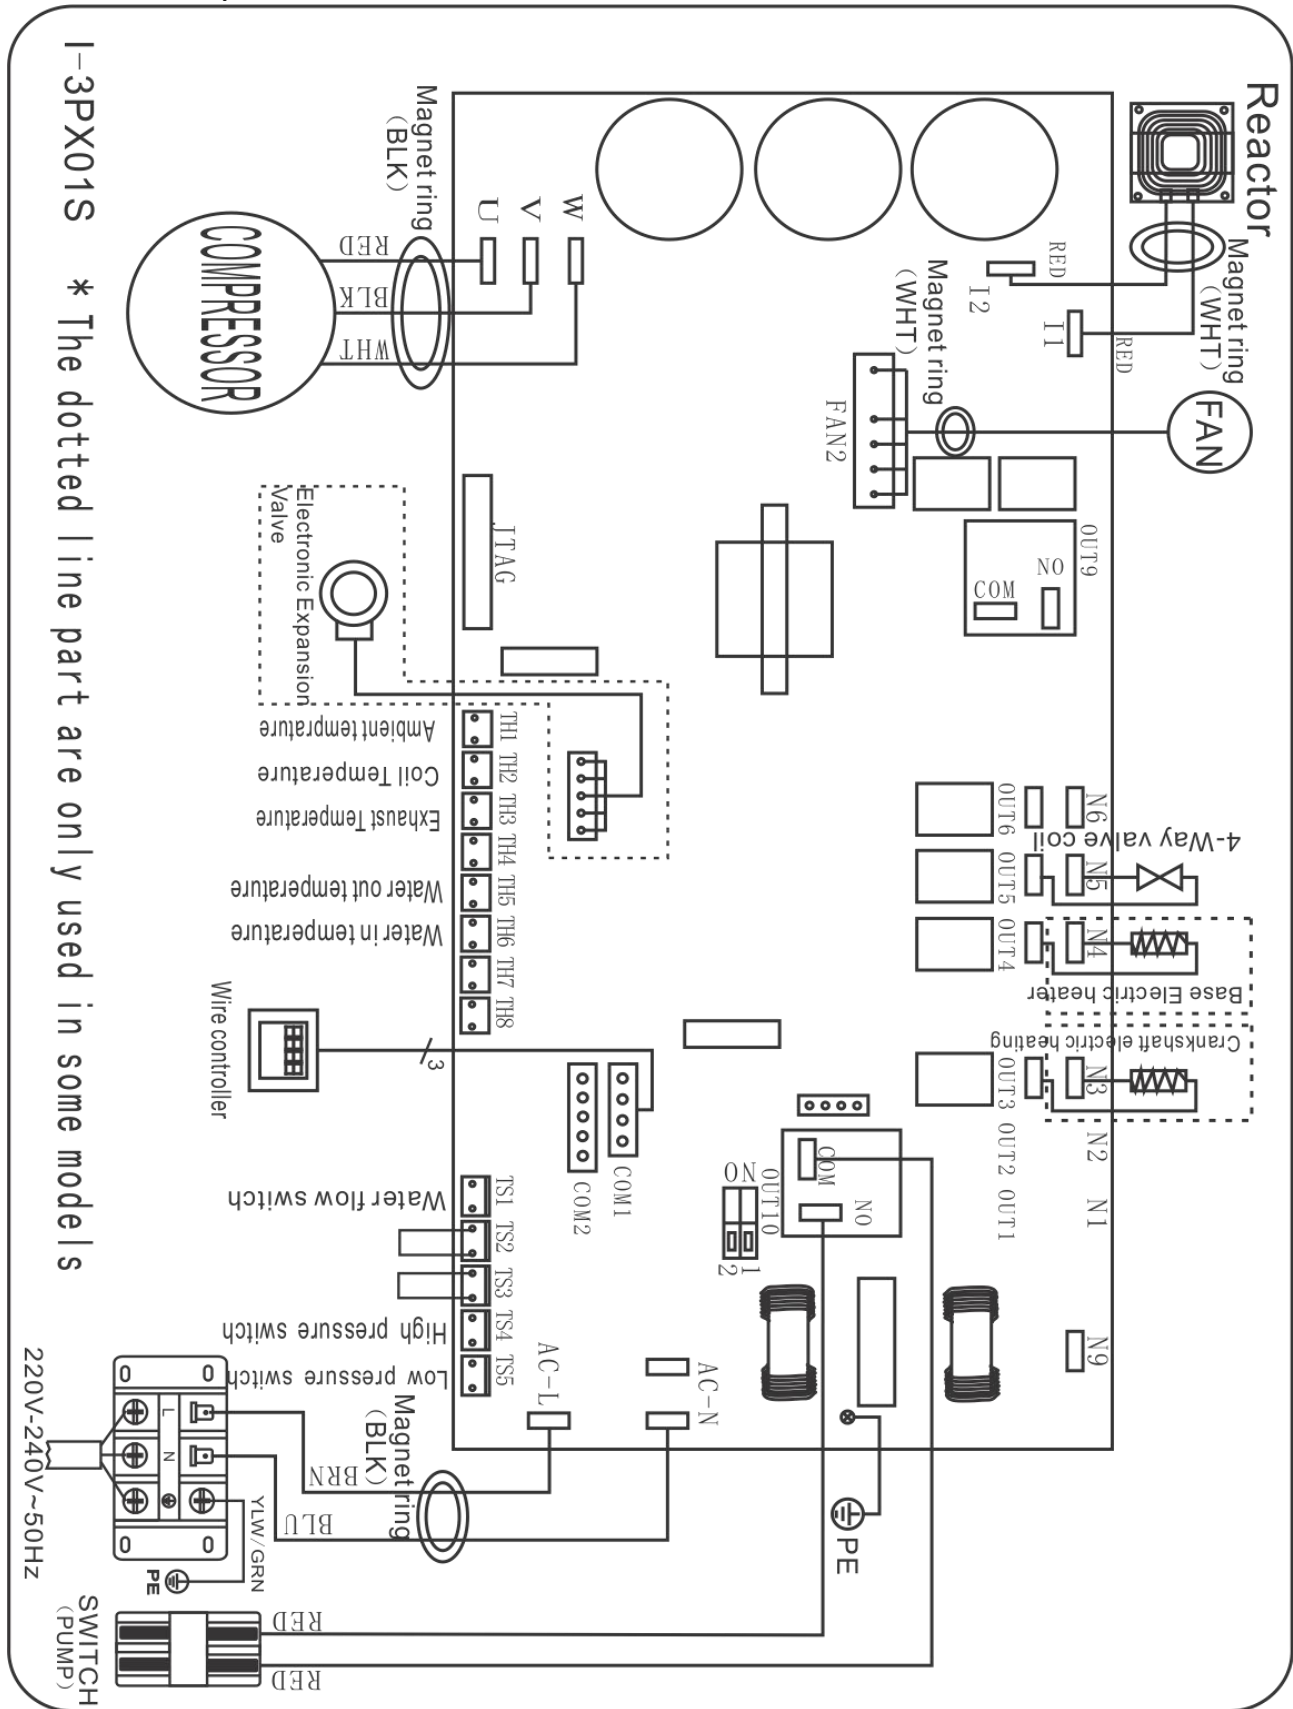 Reactor
Magnet ring
(WHT)
RED
RED
I2
I1
Magnet ring
(WHT)
FAN
FAN2
Magnet ring
(BLK)
U
V
W
RED
BLK
WHT
COMPRESSOR
I-3PX01S
* The dotted line part are only used in some models
JTAG
Electronic Expansion
Valve
OUT9
NO
COM
TH1
TH2
TH3
TH4
TH5
TH6
TH7
TH8
Ambient temprature
Coil Temperature
Exhaust Temperature
Water out temperature
Water in temperature
Wire controller
3
COM1
COM2
OUT6
OUT5
OUT4
OUT3
OUT2
OUT1
N6
N5
N4
N3
N2
N1
N9
4-Way valve coil
Base Electric heater
Crankshaft electric heating
COM
NO
OUT10
ON
1
2
TS1
TS2
TS3
TS4
TS5
Water flow switch
High pressure switch
Low pressure switch
AC-L
AC-N
Magnet ring
(BLK)
BRN
BLU
L
N
YLW/GRN
PE
PE
220V-240V~50Hz
SWITCH
(PUMP)
RED
RED